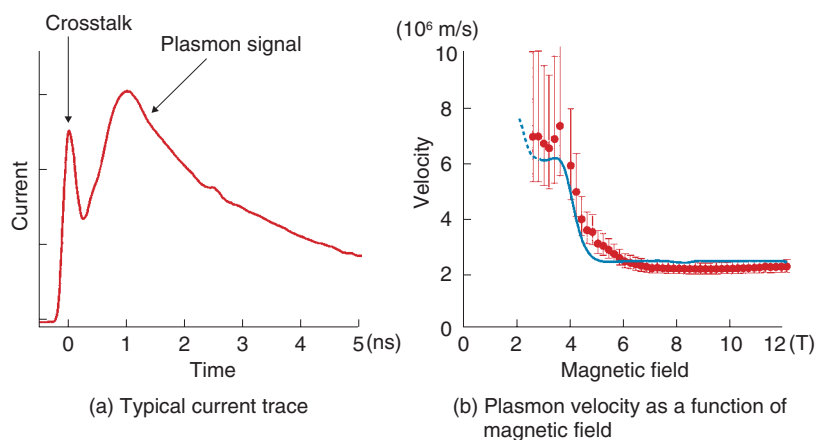 Crosstalk
Plasmon signal
Current
0
1
2
3
4
5
(ns)
Time
(a) Typical current trace
(10⁶ m/s)
10
8
6
4
2
0
Velocity
0
2
4
6
8
10
12
(T)
Magnetic field
(b) Plasmon velocity as a function of
magnetic field